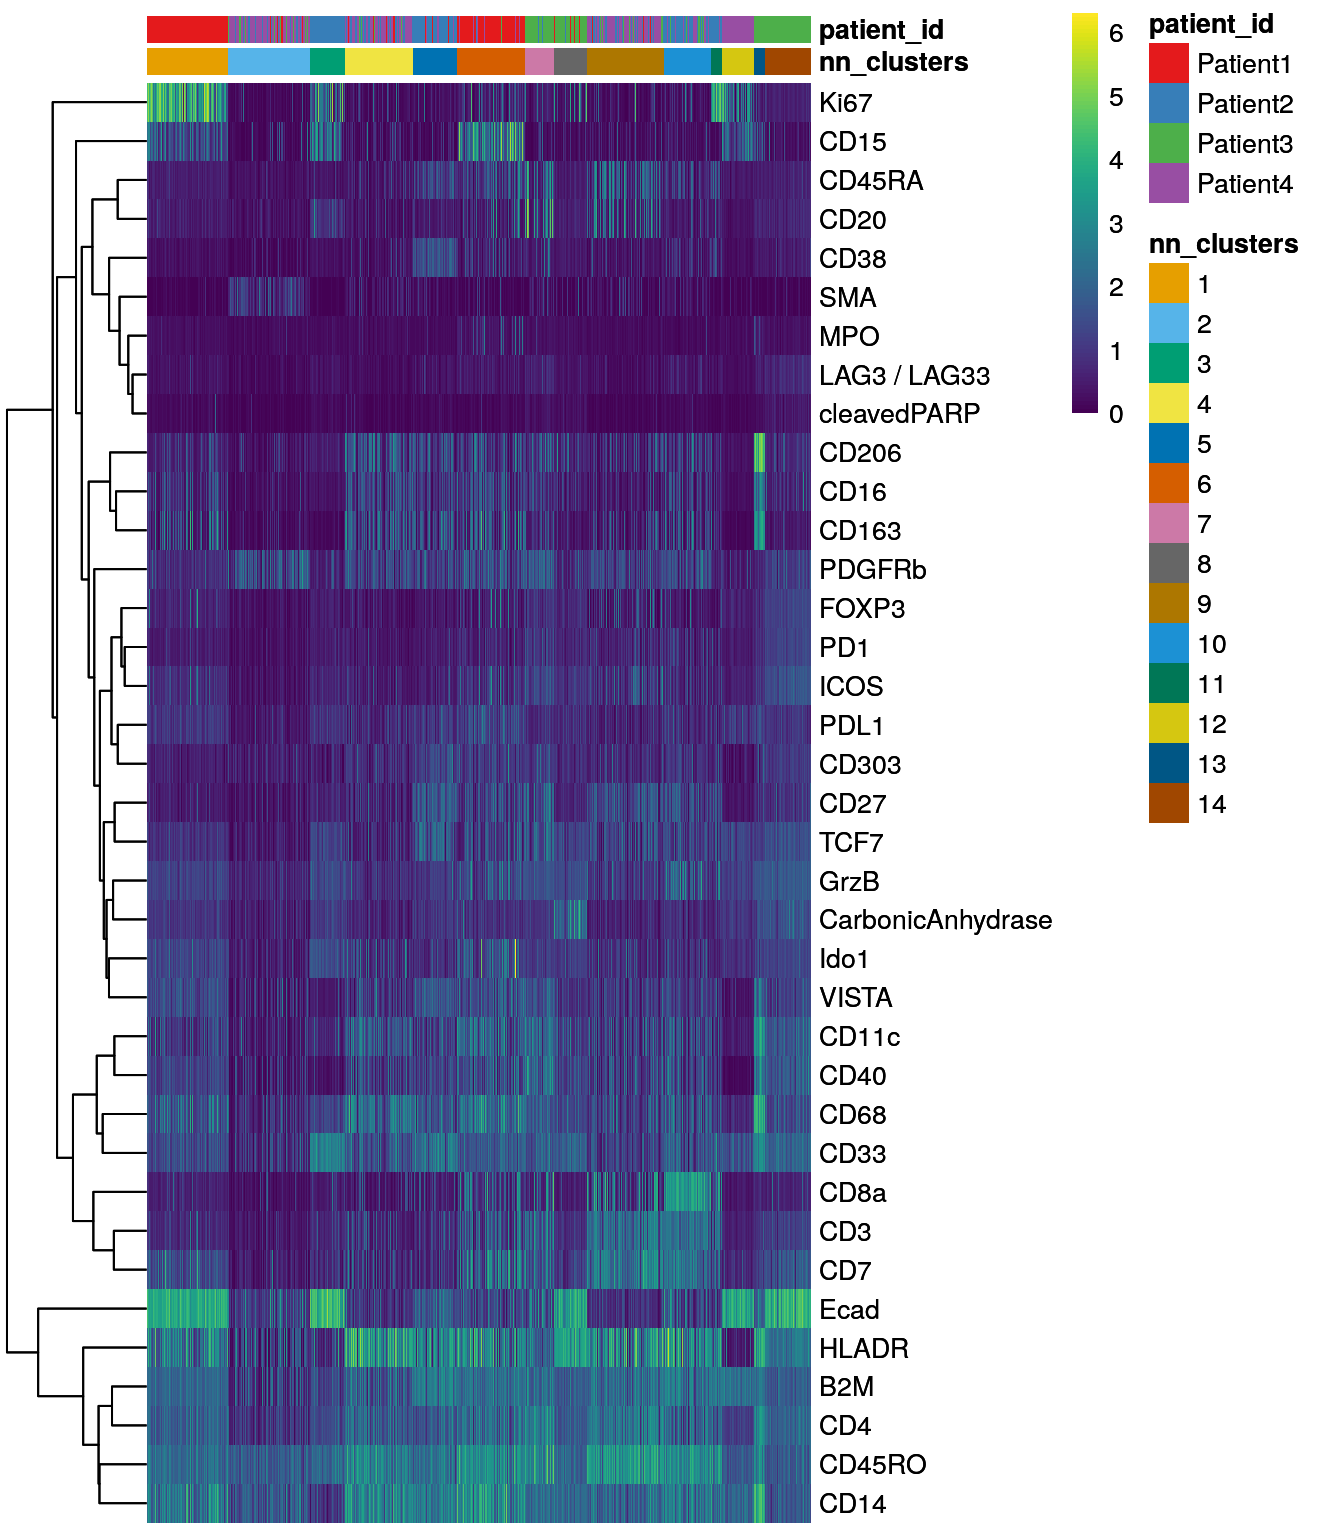 patient_id
nn_clusters
Ki67
CD15
CD45RA
CD20
CD38
SMA
MPO
LAG3 / LAG33
cleavedPARP
CD206
CD16
CD163
PDGFRb
FOXP3
PD1
ICOS
PDL1
CD303
CD27
TCF7
GrzB
CarbonicAnhydrase
Ido1
VISTA
CD11c
CD40
CD68
CD33
CD8a
CD3
CD7
Ecad
HLADR
B2M
CD4
CD45RO
CD14
6
5
4
3
2
1
0
patient_id
Patient1
Patient2
Patient3
Patient4
nn_clusters
1
2
3
4
5
6
7
8
9
10
11
12
13
14